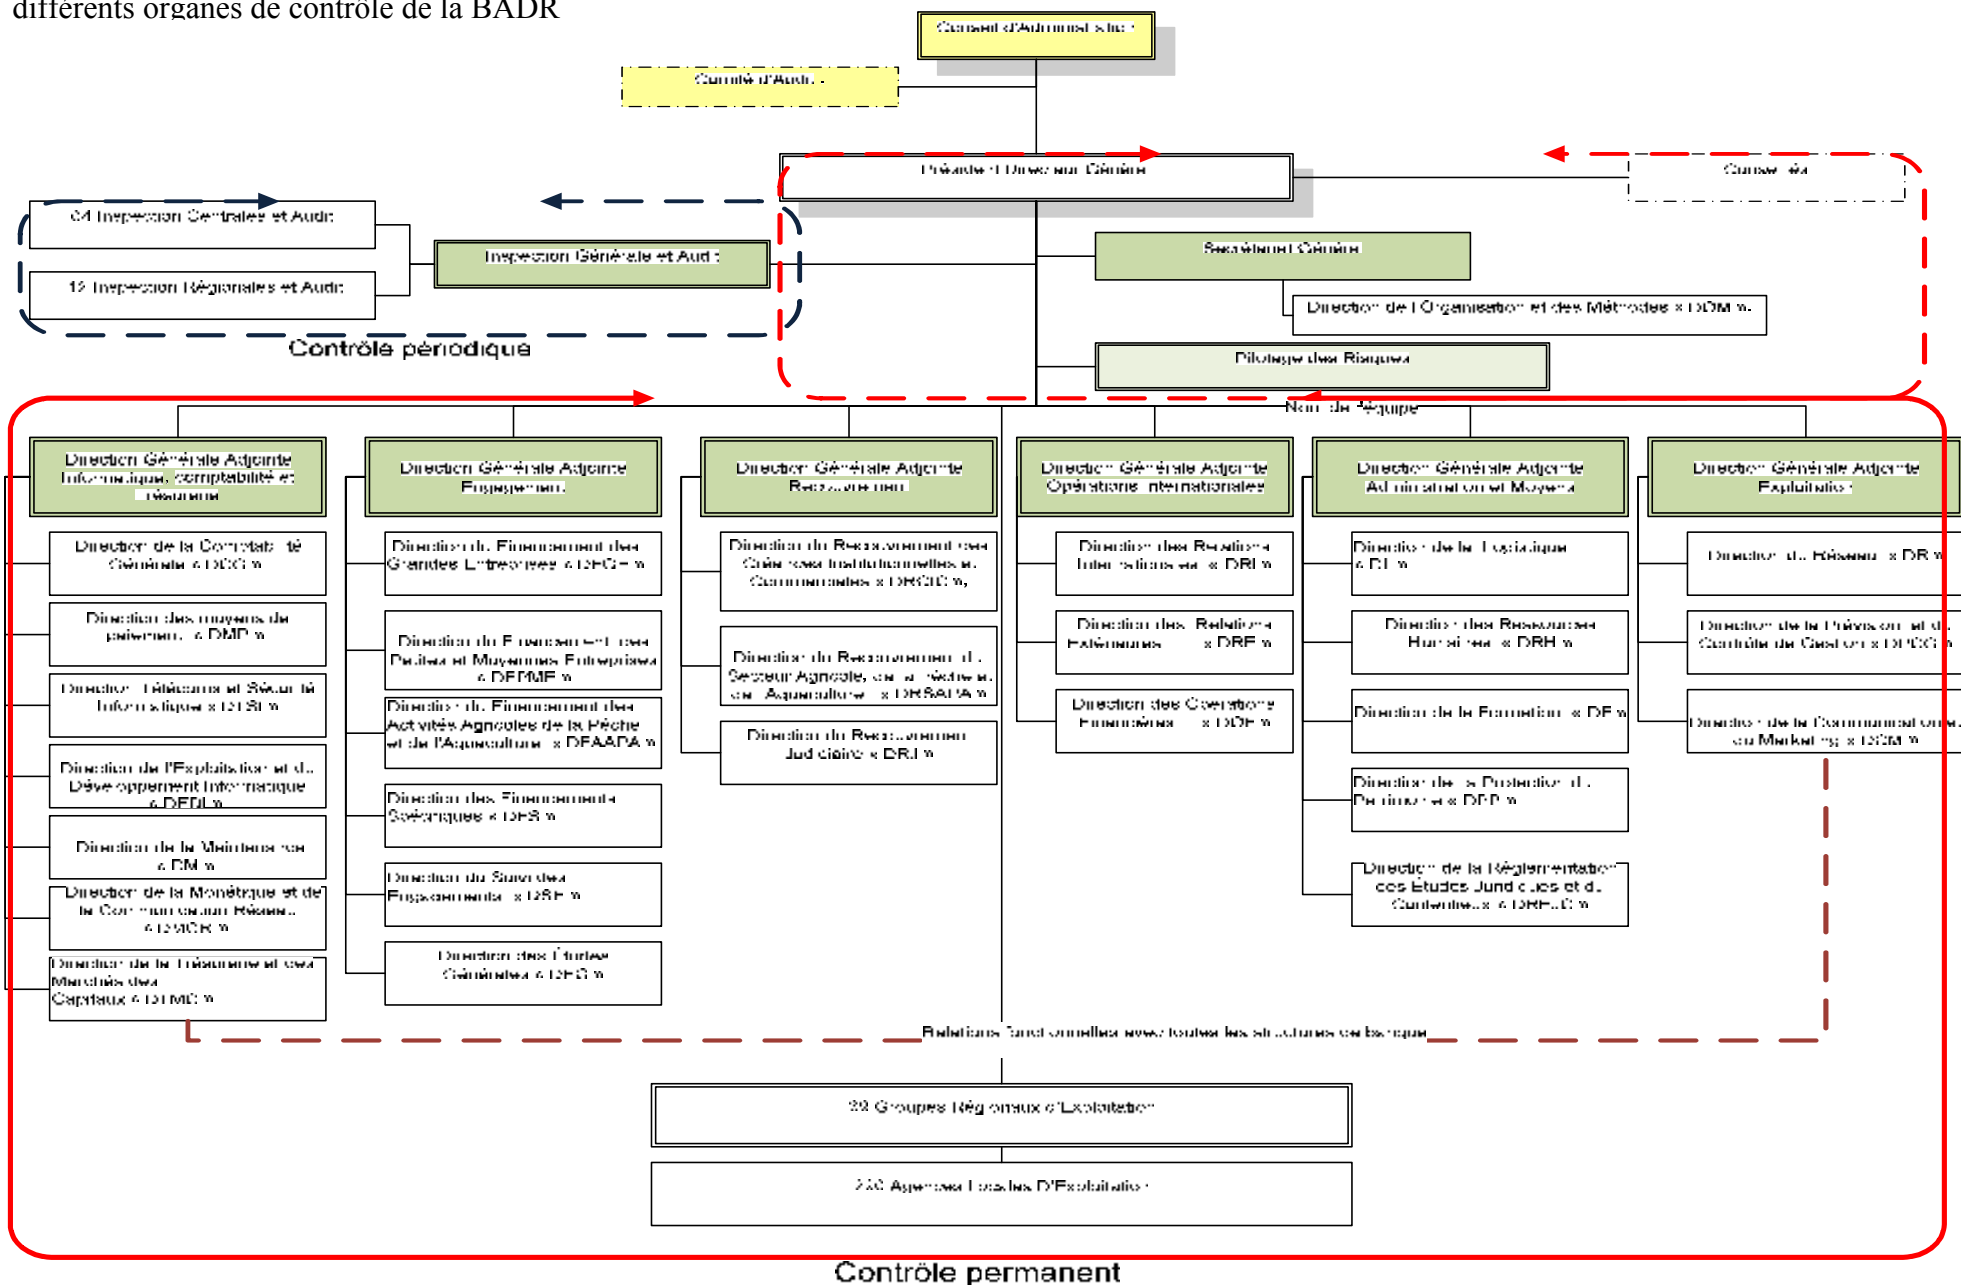 différents organes de contrôle de la BADR
Conseil d'Administration
Comité d'Audit
Président Directeur Général
04 Inspection Centrales et Audit
Inspection Générale et Audit
Secrétariat Général
12 Inspection Régionales et Audit
Direction de l'Organisation et des Méthodes « DOM ».
Contrôle périodique
Pilotage des Risques
Nom de l'équipe
Direction Générale Adjointe
Informatique, comptabilité et
trésorerie
Direction Générale Adjointe
Engagement
Direction Générale Adjointe
Recouvrement
Direction Générale Adjointe
Opérations Internationales
Direction Générale Adjointe
Administration et Moyens
Direction Générale Adjointe
Exploitation
Direction de la Comptabilité
Générale « DCG »
Direction des moyens de
paiement « DMP »
Direction Télécoms et Sécurité
Informatique « DTSI »
Direction de l'Exploitation et du
Développement Informatique
« DEDI »
Direction de la Maintenance
« DM »
Direction de la Monétique et de
la Communication Réseau
« DMCR »
Direction de la Trésorerie et des
Marchés des
Capitaux « DTMC »
Direction du Financement des
Grandes Entreprises « DFGE »
Direction du Financement des
Petites et Moyennes Entreprises
« DFPME »
Direction du Financement des
Activités Agricoles de la Pêche
et de l'Aquaculture « DFAAPA »
Direction des Financements
Spécifiques « DFS »
Direction du Suivi des
Engagements « DSE »
Direction des Études
Générales « DEG »
Direction du Recouvrement des
Créances Institutionnelles et
Commerciales « DRCIC »,
Direction du Recouvrement du
Secteur Agricole, de la Pêche et
de l'Aquaculture « DRSAPA »
Direction du Recouvrement
Judiciaire « DRJ »
Direction des Relations
Internationales « DRI »
Direction des Relations
Extérieures « DRE »
Direction des Opérations
Financières « DOF »
Direction de la Logistique
« DL »
Direction des Ressources
Humaines « DRH »
Direction de la Formation « DF »
Direction de la Protection du
Patrimoine « DPP »
Direction de la Réglementation
des Études Juridiques et du
Contentieux « DREJC »
Direction du Réseau « DR »
Direction de la Prévision et du
Contrôle de Gestion « DPCG »
Direction de la Communication et
du Marketing « DCM »
Relations fonctionnelles avec toutes les structures de banque
Groupes Régionaux d'Exploitation
Agences Locales D'Exploitation
Contrôle permanent